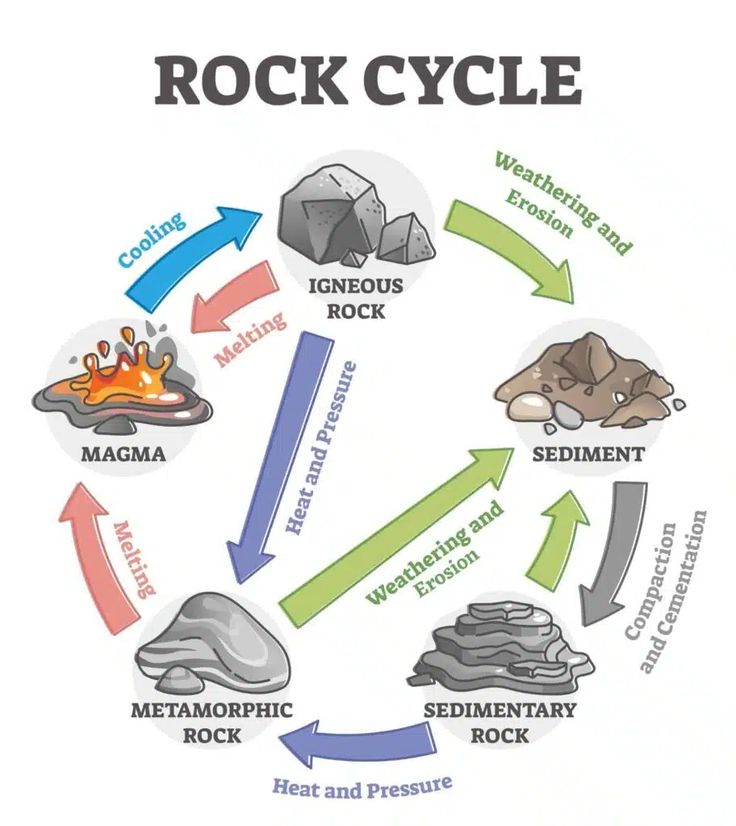 ROCK CYCLE
Cooling
Weathering and
Erosion
IGNEOUS
ROCK
Melting
MAGMA
SEDIMENT
Heat and Pressure
Melting
Weathering and
Erosion
Compaction
and Cementation
METAMORPHIC
ROCK
SEDIMENTARY
ROCK
Heat and Pressure